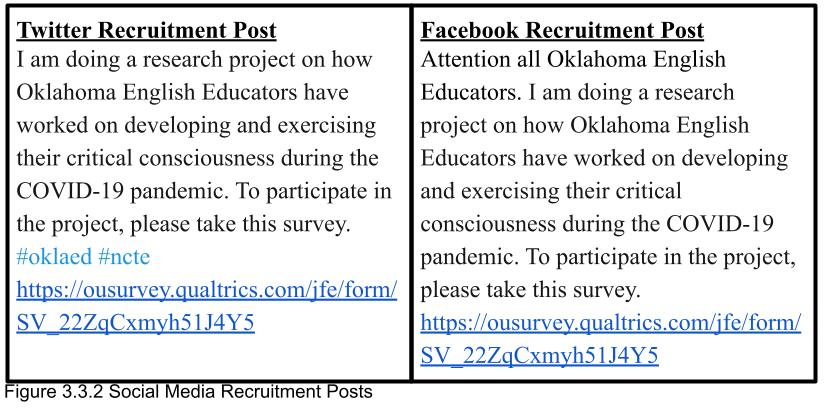 Twitter Recruitment Post
I am doing a research project on how
Oklahoma English Educators have
worked on developing and exercising
their critical consciousness during the
COVID-19 pandemic. To participate in
the project, please take this survey.
#oklaed #ncte
https://ousurvey.qualtrics.com/jfe/form/
SV_22ZqCxmyh51J4Y5
Facebook Recruitment Post
Attention all Oklahoma English
Educators. I am doing a research
project on how Oklahoma English
Educators have worked on developing
and exercising their critical
consciousness during the COVID-19
pandemic. To participate in the project,
please take this survey.
https://ousurvey.qualtrics.com/jfe/form/
SV_22ZqCxmyh51J4Y5
Figure 3.3.2 Social Media Recruitment Posts